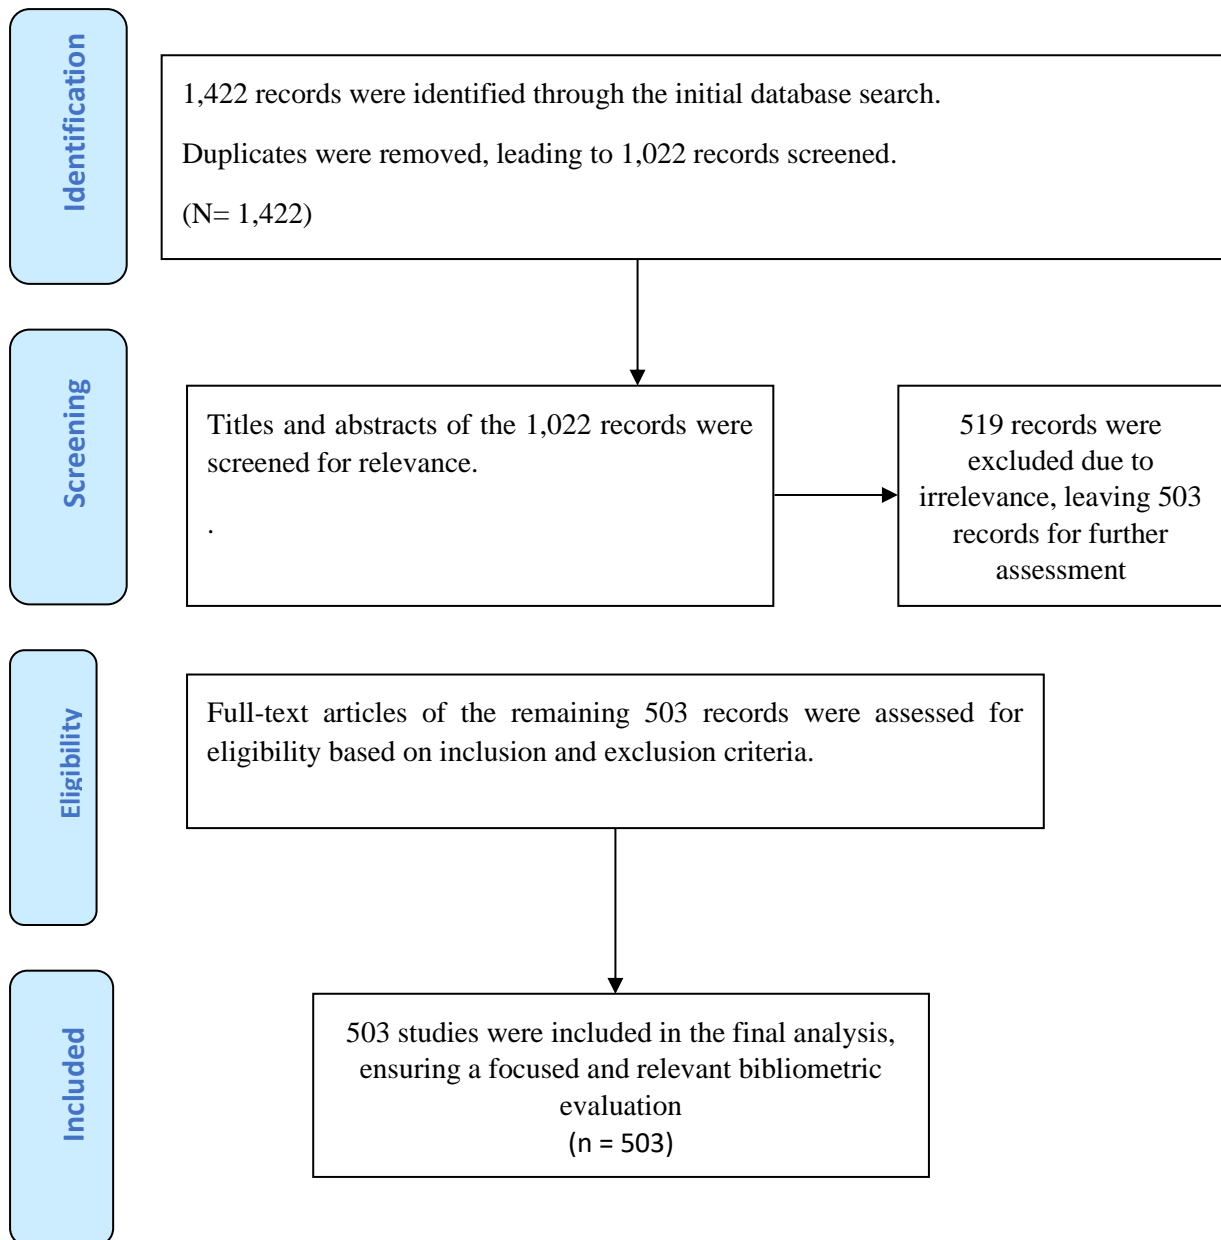 Identification
1,422 records were identified through the initial database search.
Duplicates were removed, leading to 1,022 records screened.
(N= 1,422)
Screening
Titles and abstracts of the 1,022 records were
screened for relevance.
.
519 records were
excluded due to
irrelevance, leaving 503
records for further
assessment
Eligibility
Full-text articles of the remaining 503 records were assessed for
eligibility based on inclusion and exclusion criteria.
Included
503 studies were included in the final analysis,
ensuring a focused and relevant bibliometric
evaluation
(n = 503)